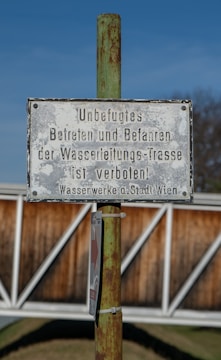 Unbefugtes
Betreten und Befahren
der Wasserleitungs-Trasse
ist verboten!
Wasserwerke d. Stadt Wien